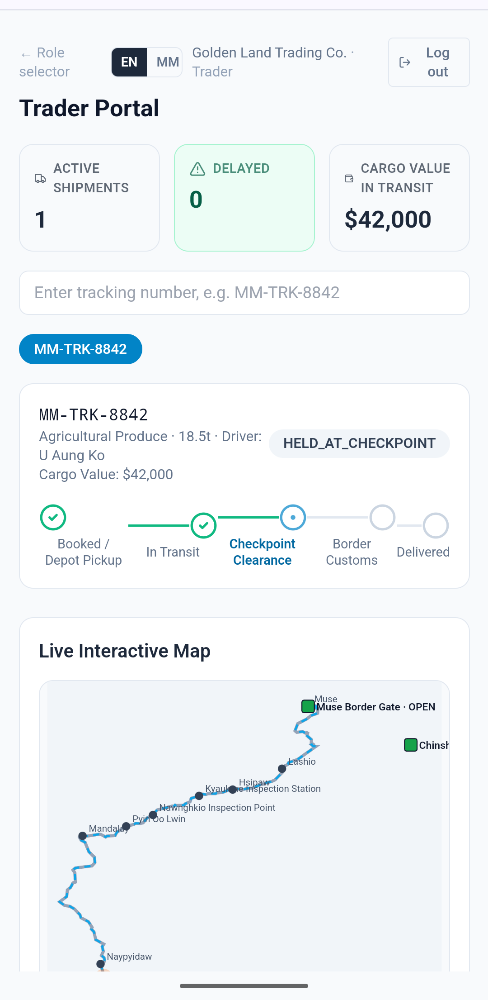 ← Role
selector
EN
MM
Golden Land Trading Co. ·
Trader
Log
out
Trader Portal
ACTIVE
SHIPMENTS
1
DELAYED
0
CARGO VALUE
IN TRANSIT
$42,000
Enter tracking number, e.g. MM-TRK-8842
MM-TRK-8842
MM-TRK-8842
Agricultural Produce · 18.5t · Driver:
U Aung Ko
Cargo Value: $42,000
HELD_AT_CHECKPOINT
Booked /
Depot Pickup
In Transit
Checkpoint
Clearance
Border
Customs
Delivered
Live Interactive Map
Muse
Muse Border Gate · OPEN
Chinsh
Lashio
Hsipaw
Inspection Station
Nawnghkio Inspection Point
Pyin Oo Lwin
Mandalay
Naypyidaw